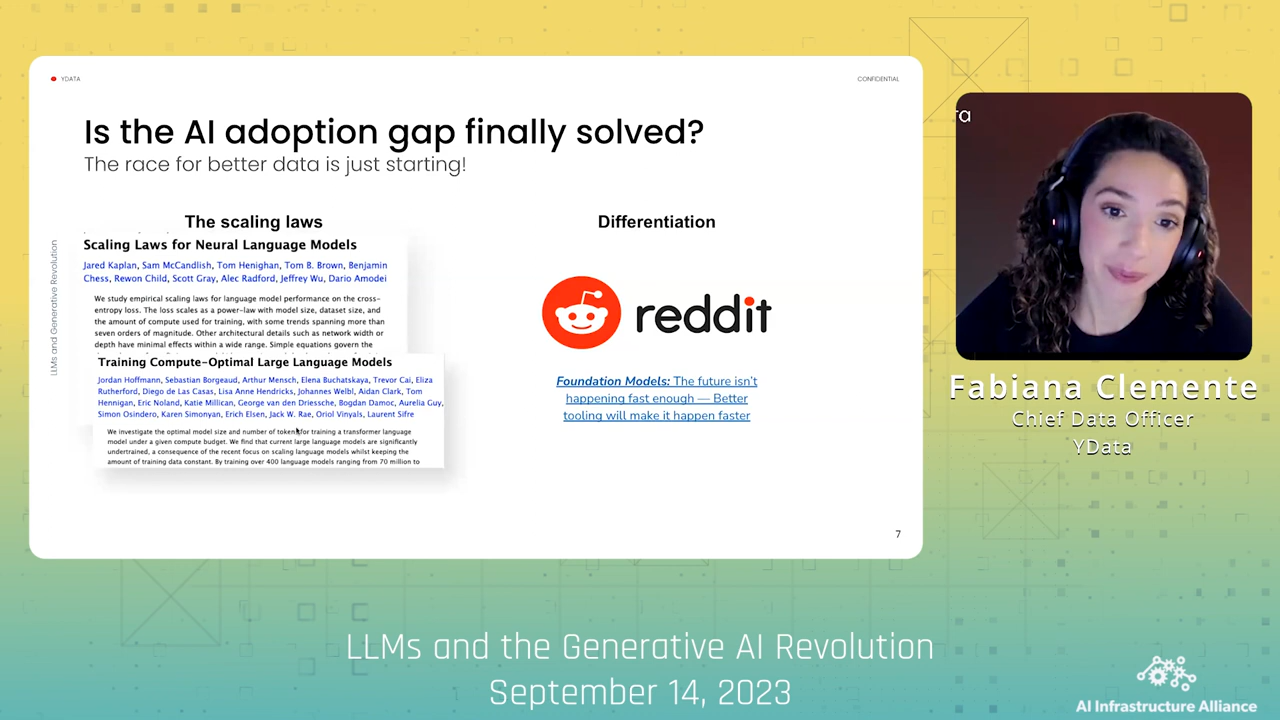 YDATA
CONFIDENTIAL
Is the AI adoption gap finally solved?
The race for better data is just starting!
LLMs and Generative Revolution
The scaling laws
Scaling Laws for Neural Language Models
Jared Kaplan, Sam McCandlish, Tom Henighan, Tom B. Brown, Benjamin
Chess, Rewon Child, Scott Gray, Alec Radford, Jeffrey Wu, Dario Amodei
We study empirical scaling laws for language model performance on the cross-
entropy loss. The loss scales as a power-law with model size, dataset size, and
the amount of compute used for training, with some trends spanning more than
seven orders of magnitude. Other architectural details such as network width or
depth have minimal effects within a wide range. Simple equations govern the
Training Compute-Optimal Large Language Models
Jordan Hoffmann, Sebastian Borgeaud, Arthur Mensch, Elena Buchatskaya, Trevor Cai, Eliza
Rutherford, Diego de Las Casas, Lisa Anne Hendricks, Johannes Welbl, Aidan Clark, Tom
Hennigan, Eric Noland, Katie Millican, George van den Driessche, Bogdan Damoc, Aurelia Guy,
Simon Osindero, Karen Simonyan, Erich Elsen, Jack W. Rae, Oriol Vinyals, Laurent Sifre
We investigate the optimal model size and number of tokens for training a transformer language
model under a given compute budget. We find that current large language models are significantly
undertrained, a consequence of the recent focus on scaling language models whilst keeping the
amount of training data constant. By training over 400 language models ranging from 70 million to
Differentiation
reddit
Foundation Models: The future isn't
happening fast enough — Better
tooling will make it happen faster
7
ra
Fabiana Clemente
Chief Data Officer
YData
LLMs and the Generative AI Revolution
September 14, 2023
AI Infrastructure Alliance